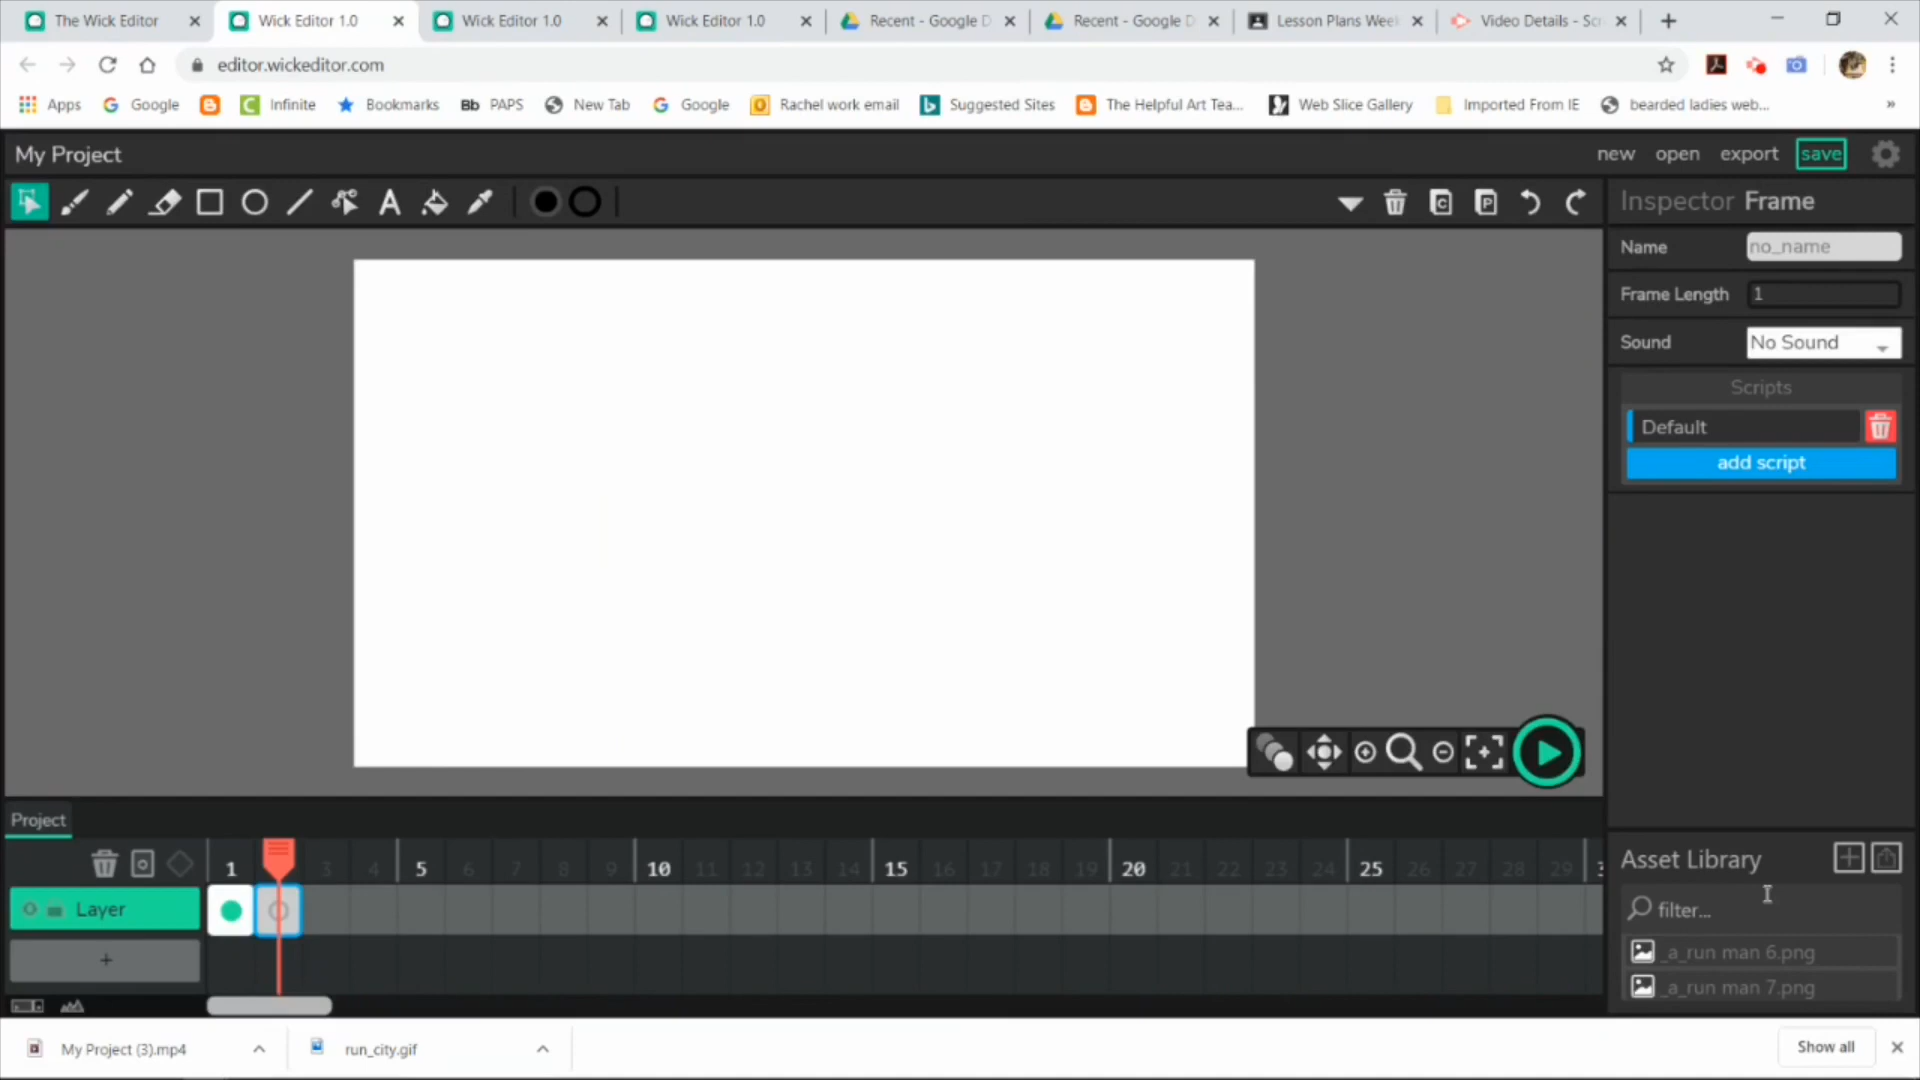 The Wick Editor
Wick Editor 1.0
Wick Editor 1.0
Wick Editor 1.0
Recent - Google D
Recent - Google D
Lesson Plans Week
Video Details - Scr
editor.wickeditor.com
Apps
Google
Infinite
Bookmarks
Bb PAPS
New Tab
Google
Rachel work email
Suggested Sites
The Helpful Art Tea...
Web Slice Gallery
Imported From IE
bearded ladies web...
»
My Project
new
open
export
save
Inspector Frame
Name no_name
Frame Length 1
Sound No Sound
Scripts
Default
add script
Project
1 3 4 5 6 7 8 9 10 11 12 13 14 15 16 17 18 19 20 21 22 23 24 25 26 27 28 29
Layer
+
Asset Library
filter...
_a_run man 6.png
_a_run man 7.png
My Project (3).mp4
run_city.gif
Show all